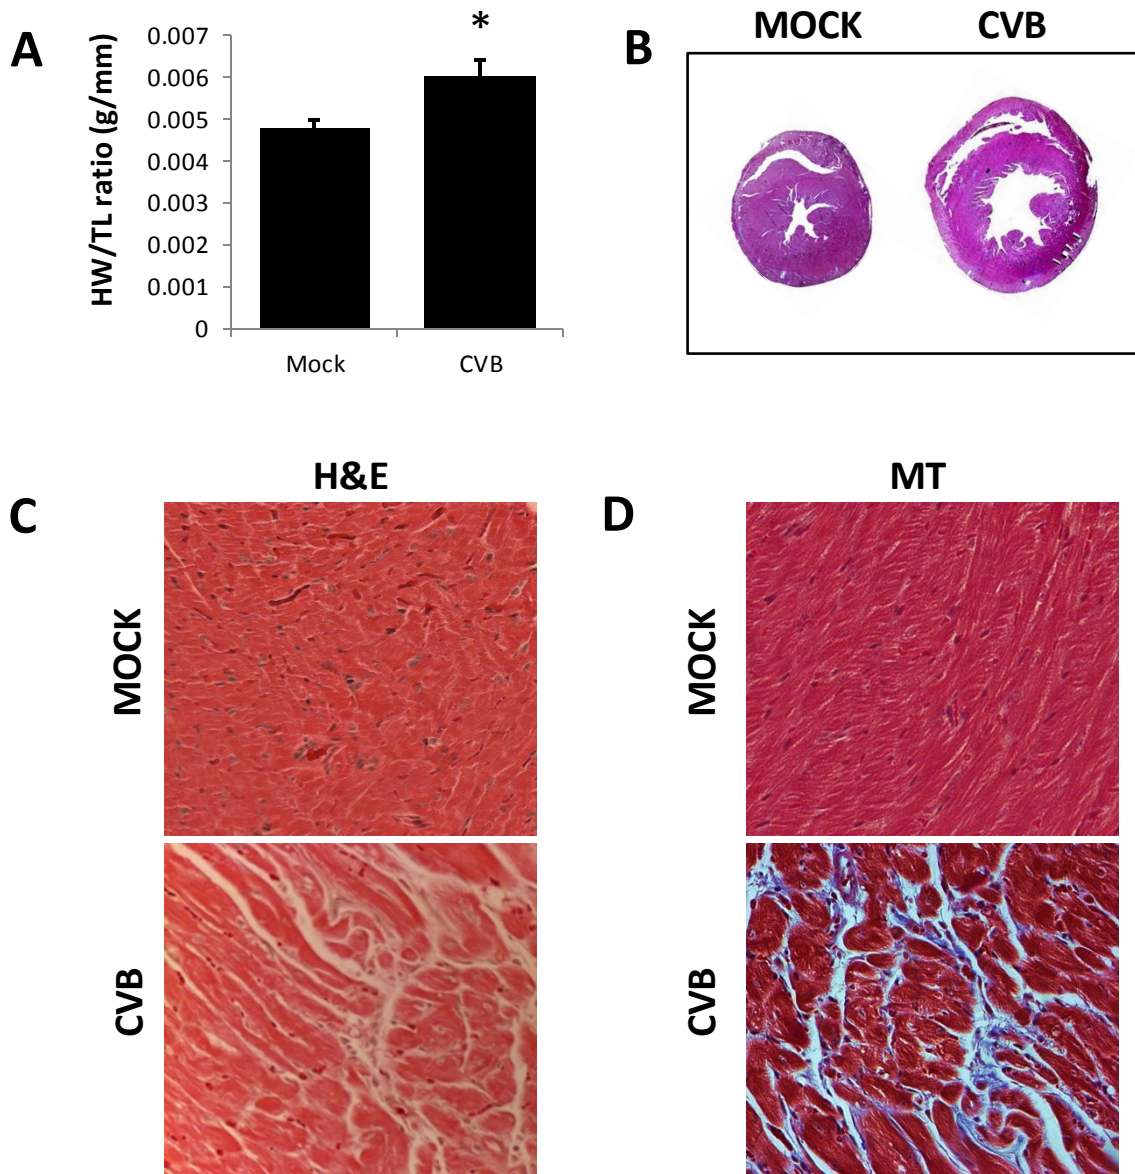 A
HW/TL ratio (g/mm)
0.007
0.006
0.005
0.004
0.003
0.002
0.001
0
*
Mock
CVB
B
MOCK
CVB
C
H&E
MOCK
CVB
D
MT
MOCK
CVB